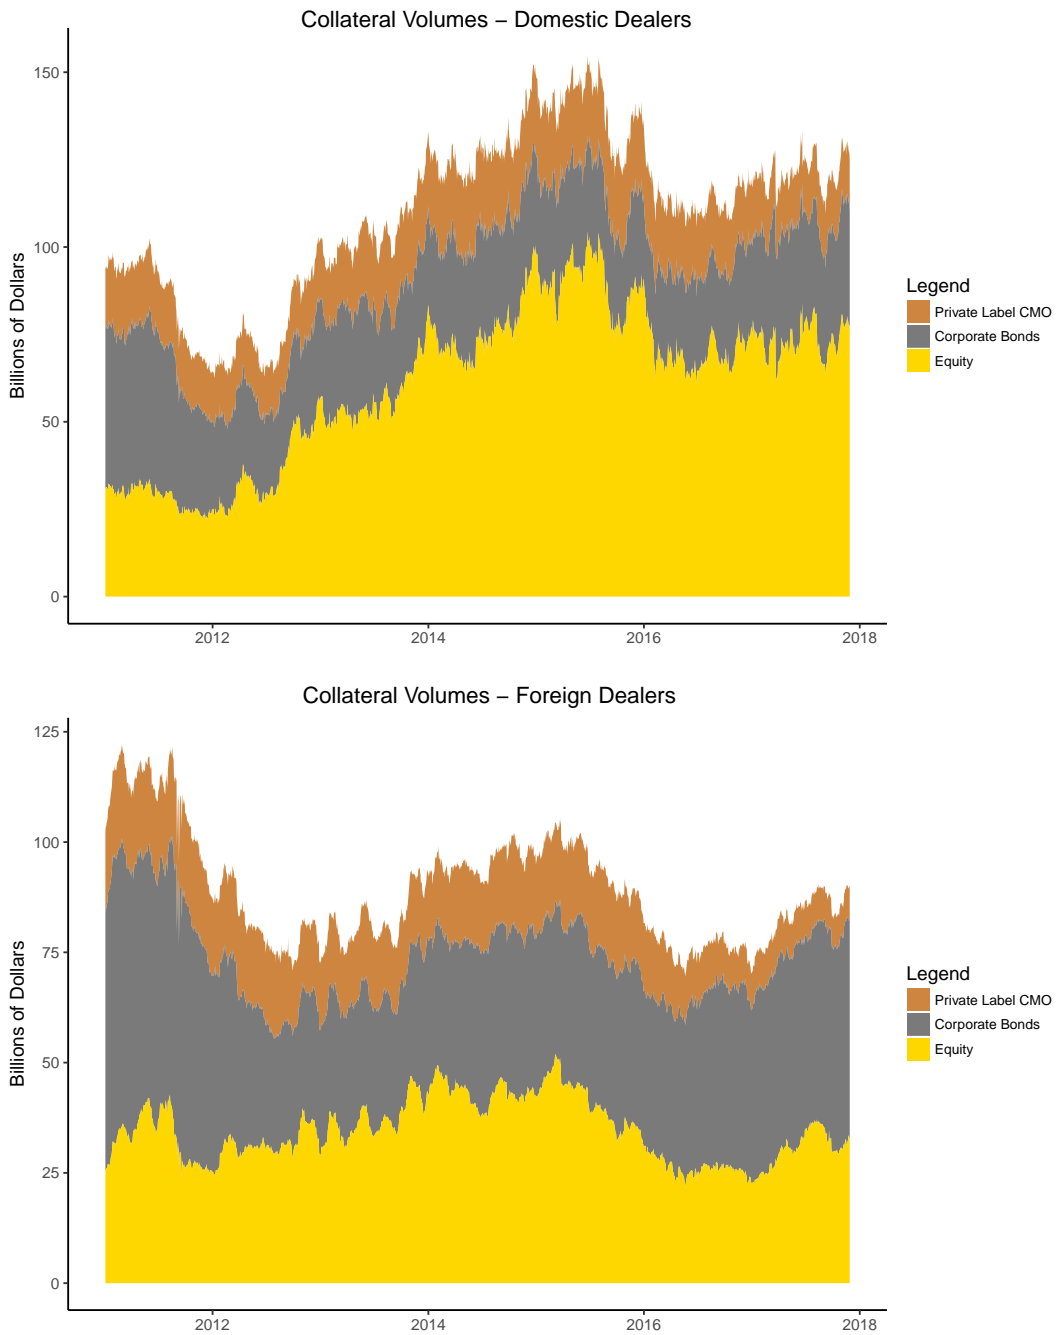 Collateral Volumes − Domestic Dealers
Billions of Dollars
150
100
50
0
2012 2014 2016 2018
Legend
Private Label CMO
Corporate Bonds
Equity
Collateral Volumes − Foreign Dealers
Billions of Dollars
125
100
75
50
25
0
2012 2014 2016 2018
Legend
Private Label CMO
Corporate Bonds
Equity